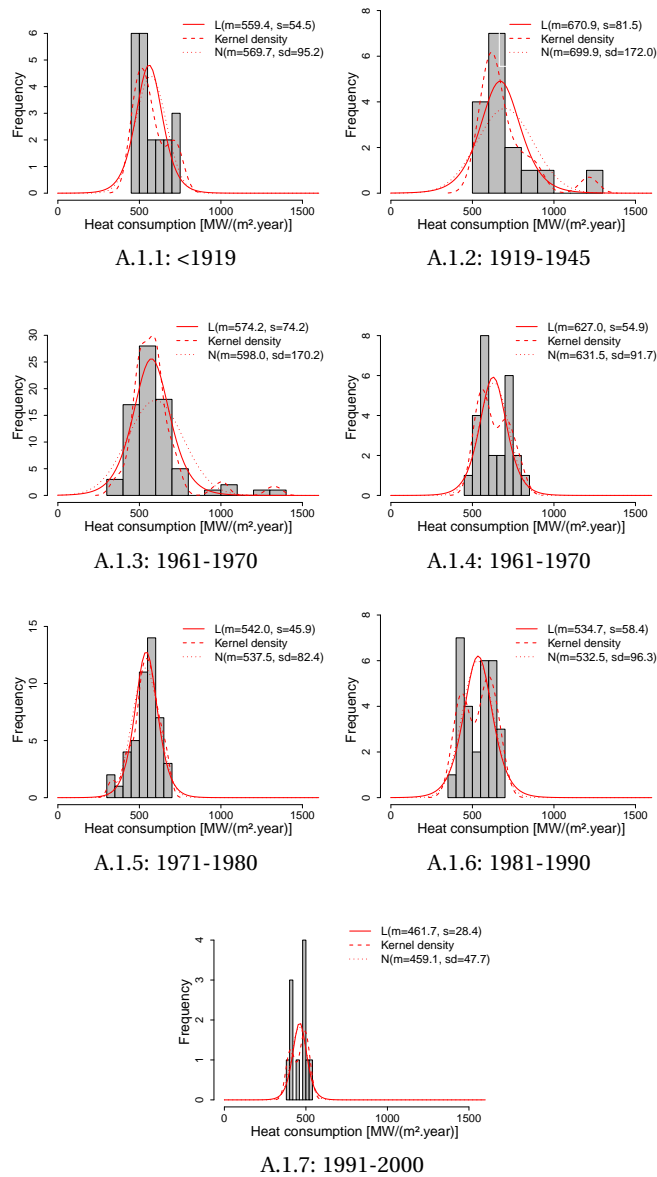 L(m=559.4, s=54.5)
Kernel density
N(m=569.7, sd=95.2)
Frequency
0 1 2 3 4 5 6
0 500 1000 1500
Heat consumption [MW/(m².year)]
A.1.1: <1919
L(m=670.9, s=81.5)
Kernel density
N(m=699.9, sd=172.0)
Frequency
0 2 4 6 8
0 500 1000 1500
Heat consumption [MW/(m².year)]
A.1.2: 1919-1945
L(m=574.2, s=74.2)
Kernel density
N(m=598.0, sd=170.2)
Frequency
0 5 10 15 20 25 30
0 500 1000 1500
Heat consumption [MW/(m².year)]
A.1.3: 1961-1970
L(m=627.0, s=54.9)
Kernel density
N(m=631.5, sd=91.7)
Frequency
0 2 4 6 8
0 500 1000 1500
Heat consumption [MW/(m².year)]
A.1.4: 1961-1970
L(m=542.0, s=45.9)
Kernel density
N(m=537.5, sd=82.4)
Frequency
0 5 10 15
0 500 1000 1500
Heat consumption [MW/(m².year)]
A.1.5: 1971-1980
L(m=534.7, s=58.4)
Kernel density
N(m=532.5, sd=96.3)
Frequency
0 2 4 6 8
0 500 1000 1500
Heat consumption [MW/(m².year)]
A.1.6: 1981-1990
L(m=461.7, s=28.4)
Kernel density
N(m=459.1, sd=47.7)
Frequency
0 1 2 3 4
0 500 1000 1500
Heat consumption [MW/(m².year)]
A.1.7: 1991-2000